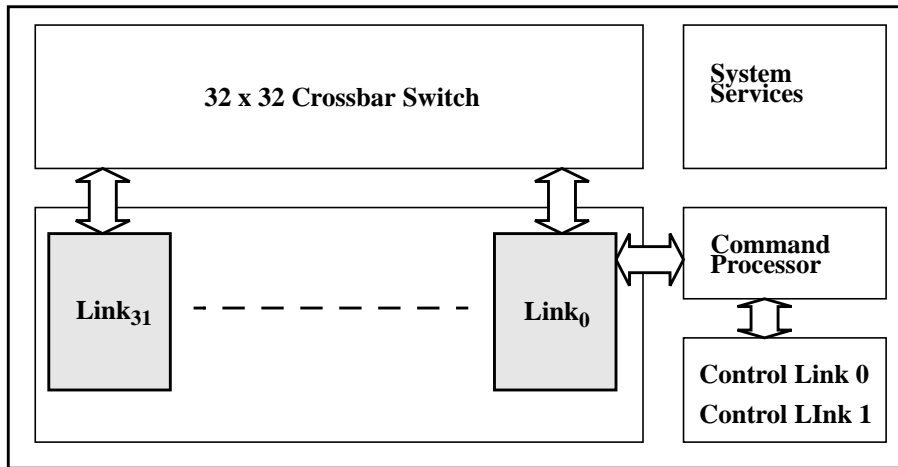 32 x 32 Crossbar Switch
System
Services
Link31
Link0
Command
Processor
Control Link 0
Control LInk 1